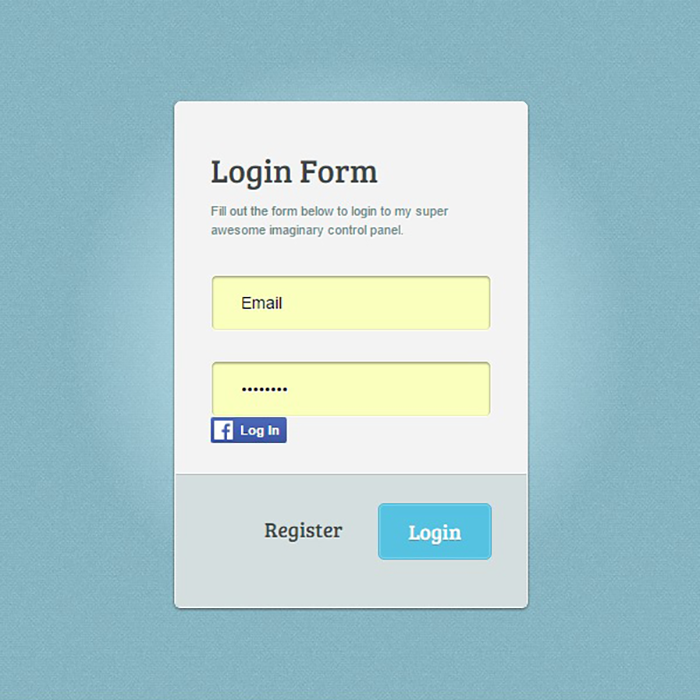 Login Form
Fill out the form below to login to my super
awesome imaginary control panel.
Email
••••••••
f Log In
Register Login